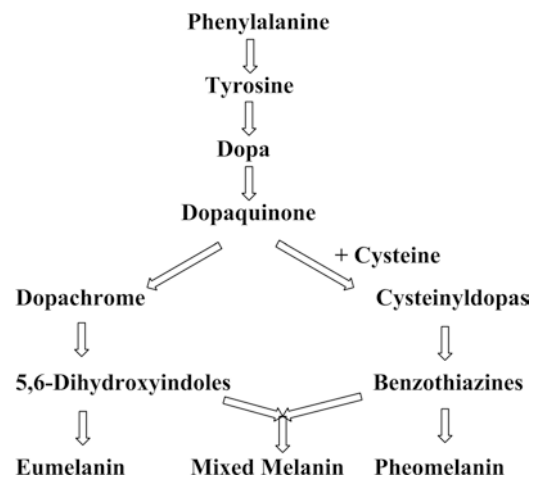 Phenylalanine
Tyrosine
Dopa
Dopaquinone
+ Cysteine
Dopachrome Cysteinyldopas
5,6-Dihydroxyindoles Benzothiazines
Eumelanin Mixed Melanin Pheomelanin